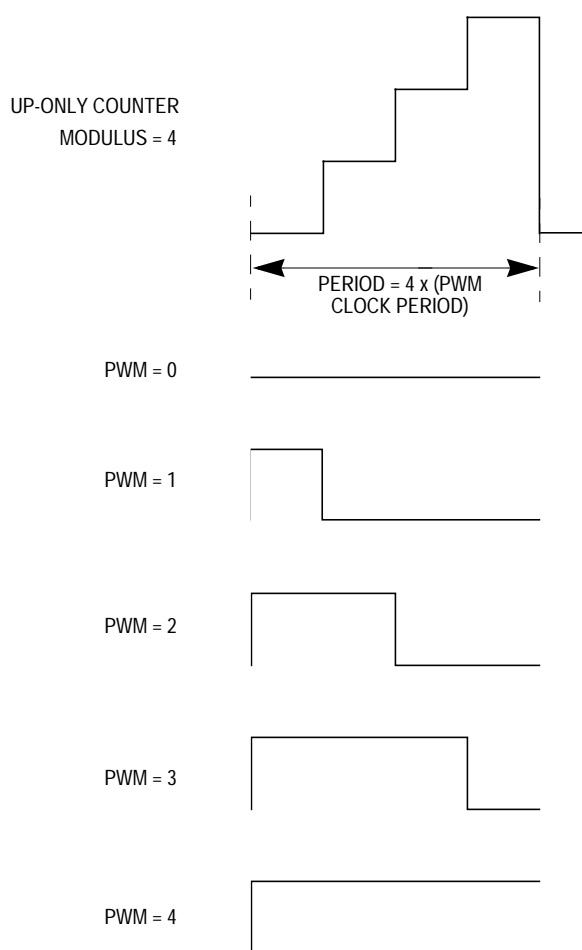 UP-ONLY COUNTER
MODULUS = 4
PERIOD = 4 x (PWM
CLOCK PERIOD)
PWM = 0
PWM = 1
PWM = 2
PWM = 3
PWM = 4